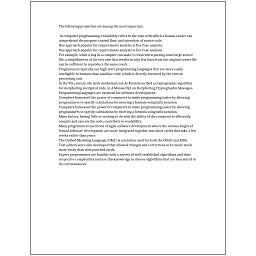 The following properties are among the most important:
In computer programming, readability refers to the ease with which a human reader can
comprehend the purpose, control flow, and operation of source code.
One approach popular for requirements analysis is Use Case analysis.
One approach popular for requirements analysis is Use Case analysis.
For example, when a bug in a compiler can make it crash when parsing some large source
file, a simplification of the test case that results in only few lines from the original source file
can be sufficient to reproduce the same crash.
Programs were typically use high-level programming languages that are more easily
intelligible to humans than machine code, which is directly executed by the central
processing unit.
In the 9th century, the Arab mathematician Al-Kindi described a cryptographic algorithm
for deciphering encrypted code, in A Manuscript on Deciphering Cryptographic Messages.
Programming languages are essential for software development.
Compilers harnessed the power of computers to make programming easier by allowing
programmers to specify calculations by entering a formula using infix notation.
Compilers harnessed the power of computers to make programming easier by allowing
programmers to specify calculations by entering a formula using infix notation.
Many factors, having little or nothing to do with the ability of the computer to efficiently
compile and execute the code, contribute to readability.
Many programmers use forms of Agile software development where the various stages of
formal software development are more integrated together into short cycles that take a few
weeks rather than years.
The Unified Modeling Language (UML) is a notation used for both the OOAD and MDA.
Text editors were also developed that allowed changes and corrections to be made much
more easily than with punched cards.
Expert programmers are familiar with a variety of well-established algorithms and their
respective complexities and use this knowledge to choose algorithms that are best suited to
the circumstances.